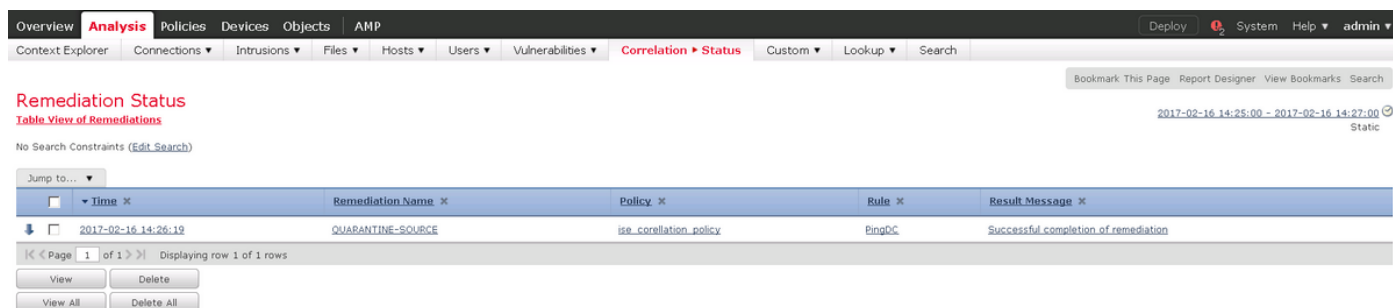 Overview Analysis Policies Devices Objects AMP Deploy 2 System Help ▼ admin ▼
Context Explorer Connections ▼ Intrusions ▼ Files ▼ Hosts ▼ Users ▼ Vulnerabilities ▼ Correlation ▸ Status Custom ▼ Lookup ▼ Search
Bookmark This Page Report Designer View Bookmarks Search
Remediation Status
Table View of Remediations
2017-02-16 14:25:00 - 2017-02-16 14:27:00
Static
No Search Constraints (Edit Search)
Jump to... ▼
▼ Time × Remediation Name × Policy × Rule × Result Message ×
2017-02-16 14:26:19 QUARANTINE-SOURCE ise_corellation_policy PingDC Successful completion of remediation
|< < Page 1 of 1 > >| Displaying row 1 of 1 rows
View Delete
View All Delete All